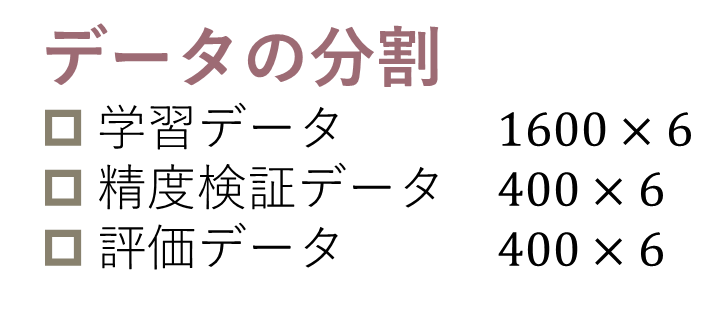 データの分割
学習データ 1600 × 6
精度検証データ 400 × 6
評価データ 400 × 6